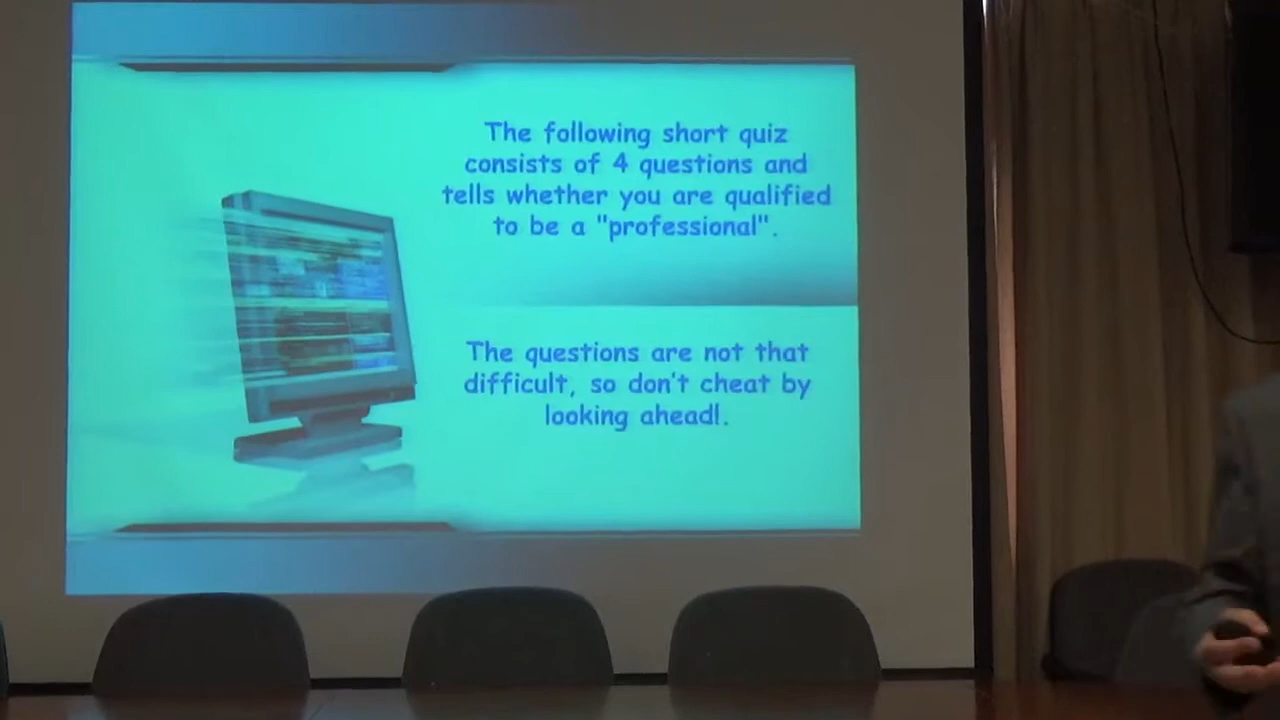 The following short quiz
consists of 4 questions and
tells whether you are qualified
to be a "professional".
The questions are not that
difficult, so don't cheat by
looking ahead!.